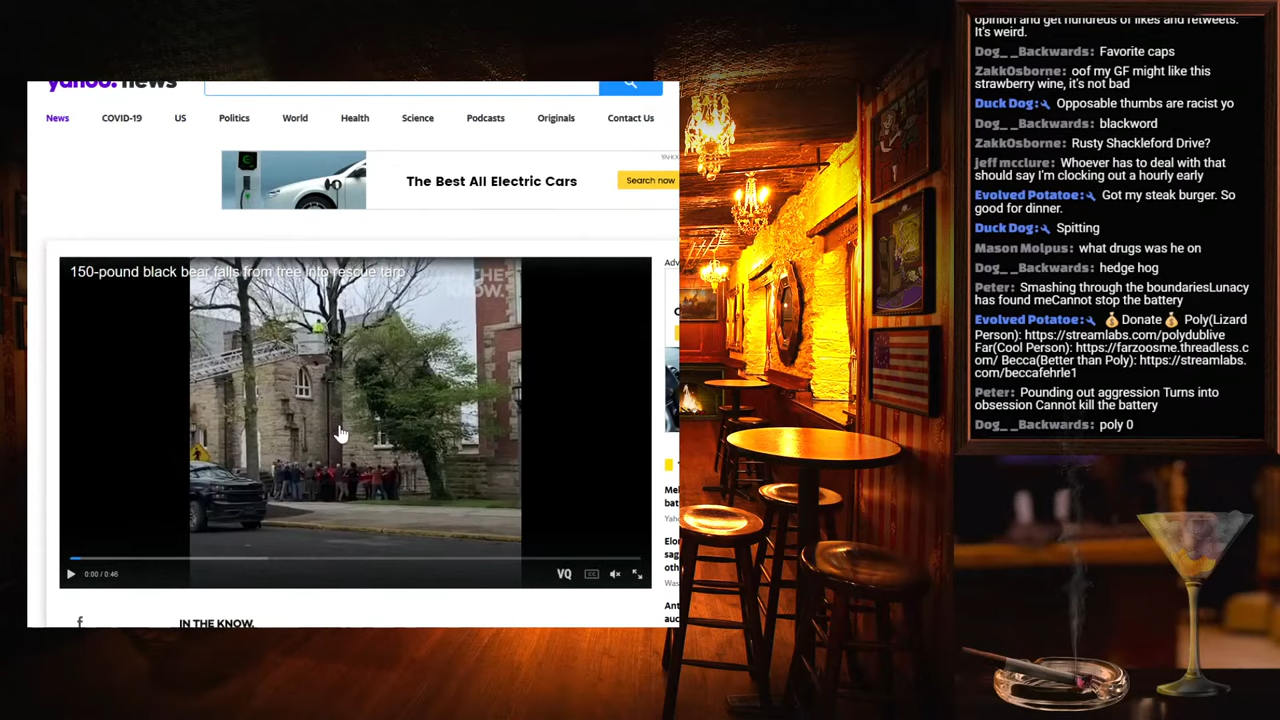 yahoo! news
News COVID-19 US Politics World Health Science Podcasts Originals Contact Us
The Best All Electric Cars
Search now
150-pound black bear falls from tree into rescue tarp
THE
KNOW.
0:00 / 0:46
VQ
CC
IN THE KNOW.
opinion and get hundreds of likes and retweets.
It's weird.
Dog_ _Backwards: Favorite caps
ZakkOsborne: oof my GF might like this
strawberry wine, it's not bad
Duck Dog: Opposable thumbs are racist yo
Dog_ _Backwards: blackword
ZakkOsborne: Rusty Shackleford Drive?
jeff mcclure: Whoever has to deal with that
should say I'm clocking out a hourly early
Evolved Potatoe: Got my steak burger. So
good for dinner.
Duck Dog: Spitting
Mason Molpus: what drugs was he on
Dog_ _Backwards: hedge hog
Peter: Smashing through the boundariesLunacy
has found meCannot stop the battery
Evolved Potatoe: 💰 Donate 💰 Poly(Lizard
Person): https://streamlabs.com/polydublive
Far(Cool Person): https://farzoosme.threadless.c
om/ Becca(Better than Poly): https://streamlabs.
com/beccafehrle1
Peter: Pounding out aggression Turns into
obsession Cannot kill the battery
Dog_ _Backwards: poly 0